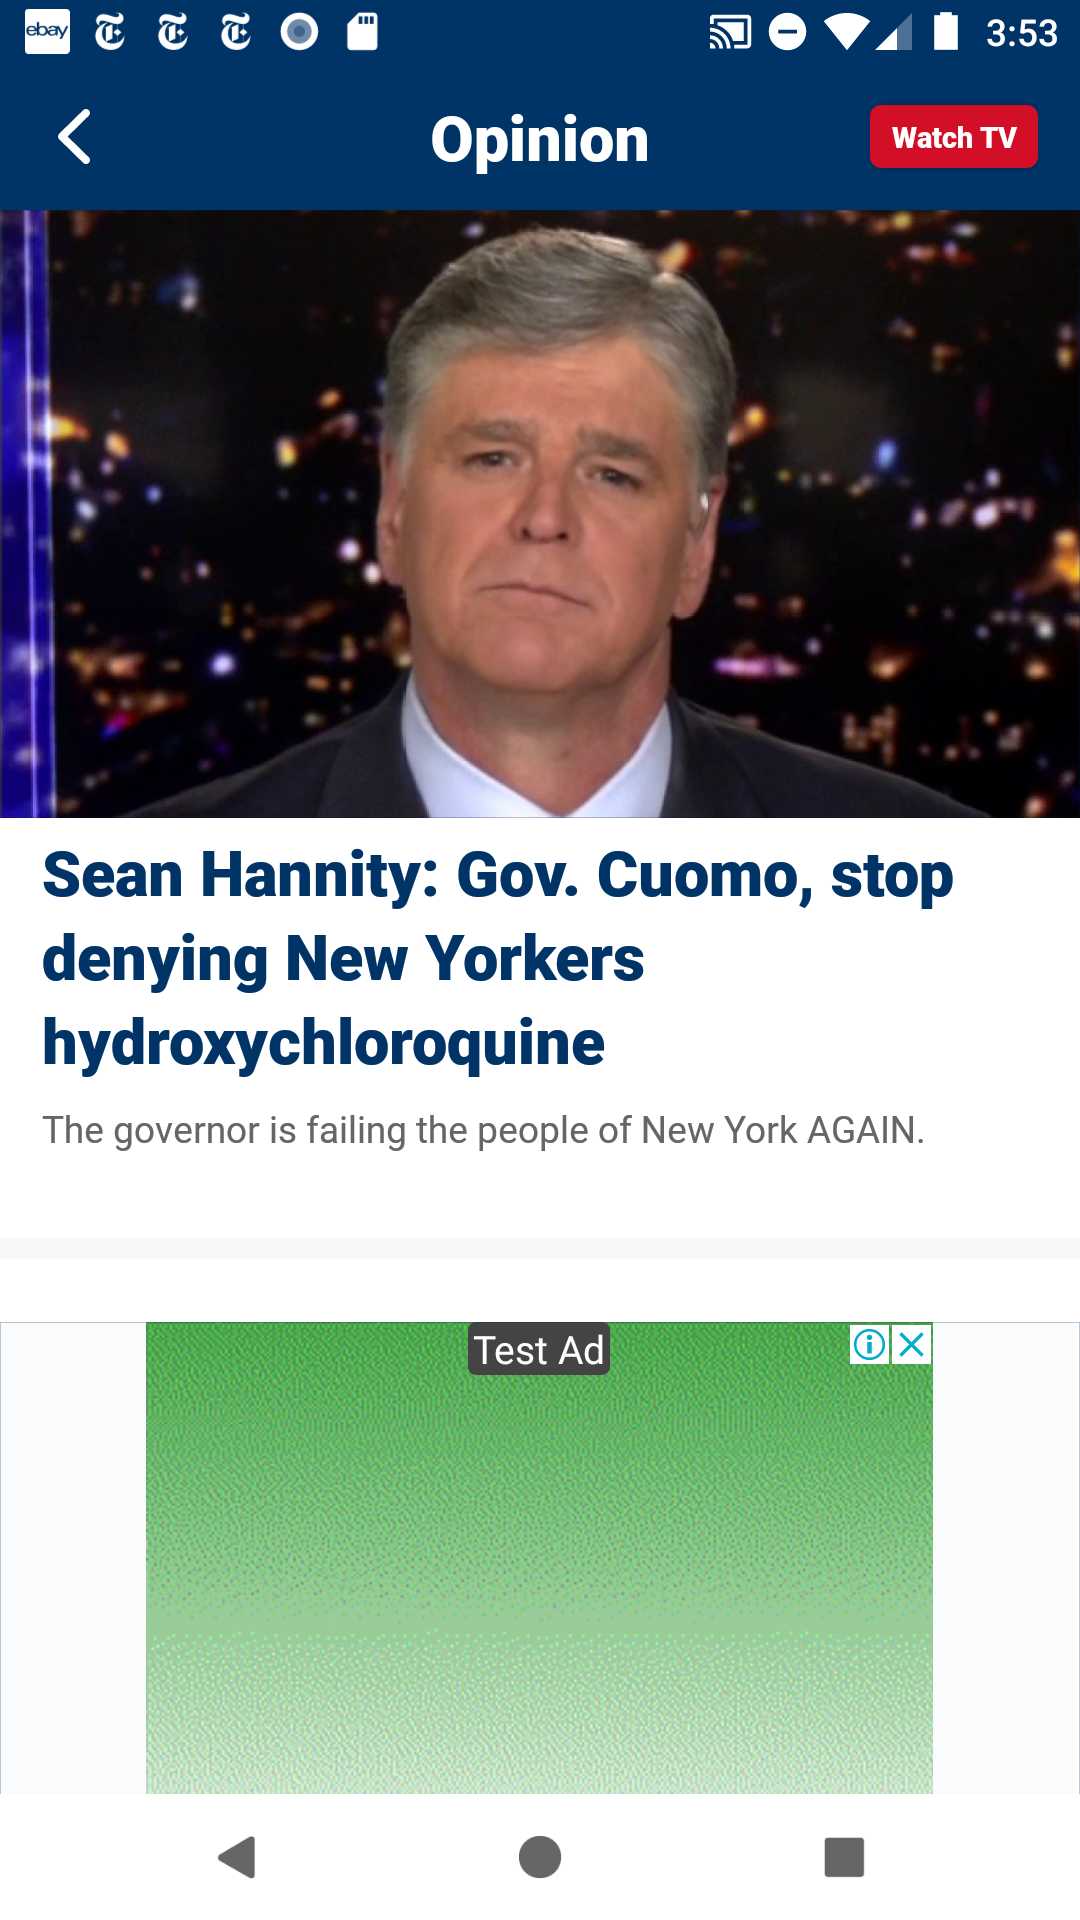 ebay
3:53
Opinion
Watch TV
Sean Hannity: Gov. Cuomo, stop
denying New Yorkers
hydroxychloroquine
The governor is failing the people of New York AGAIN.
Test Ad